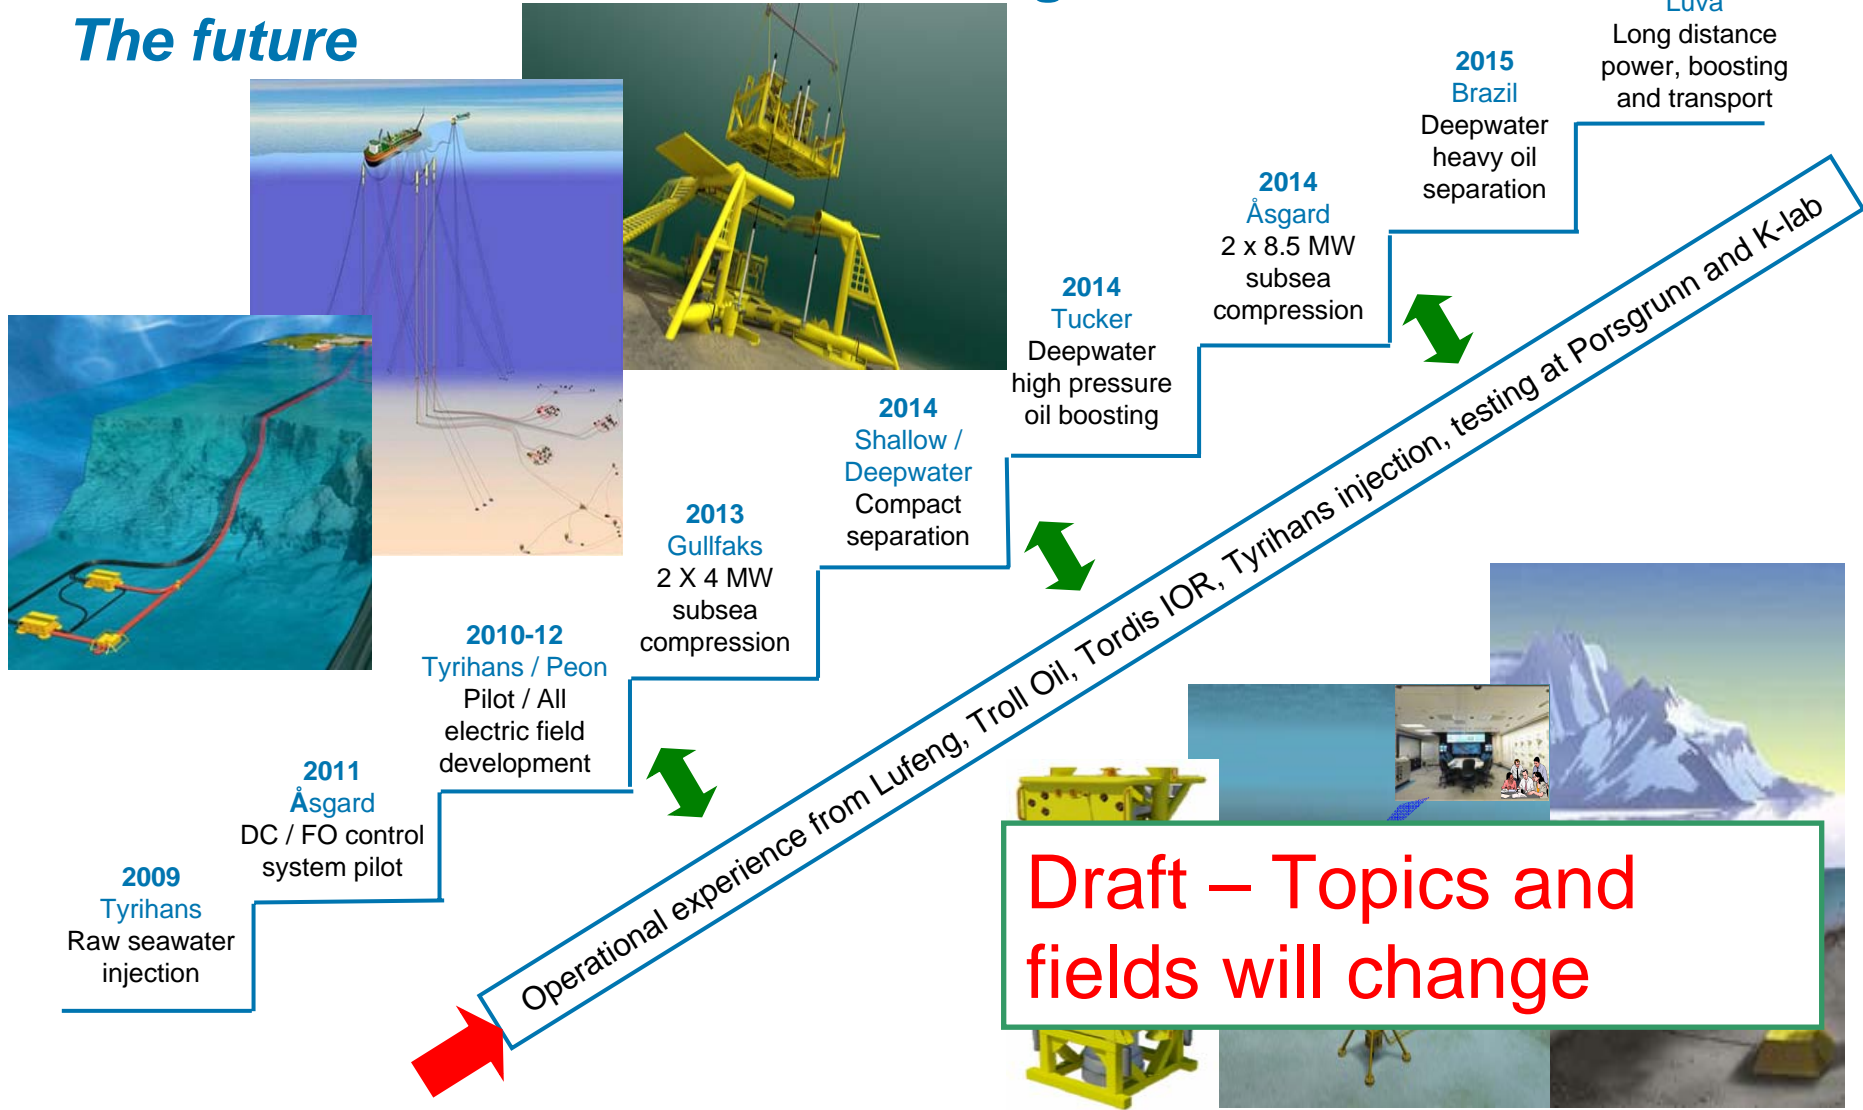 The future
Luva
Long distance
power, boosting
and transport
2015
Brazil
Deepwater
heavy oil
separation
2014
Åsgard
2 x 8.5 MW
subsea
compression
2014
Tucker
Deepwater
high pressure
oil boosting
2014
Shallow /
Deepwater
Compact
separation
2013
Gullfaks
2 X 4 MW
subsea
compression
2010-12
Tyrihans / Peon
Pilot / All
electric field
development
2011
Åsgard
DC / FO control
system pilot
2009
Tyrihans
Raw seawater
injection
Operational experience from Lufeng, Troll Oil, Tordis IOR, Tyrihans injection, testing at Porsgrunn and K-lab
Draft – Topics and
fields will change